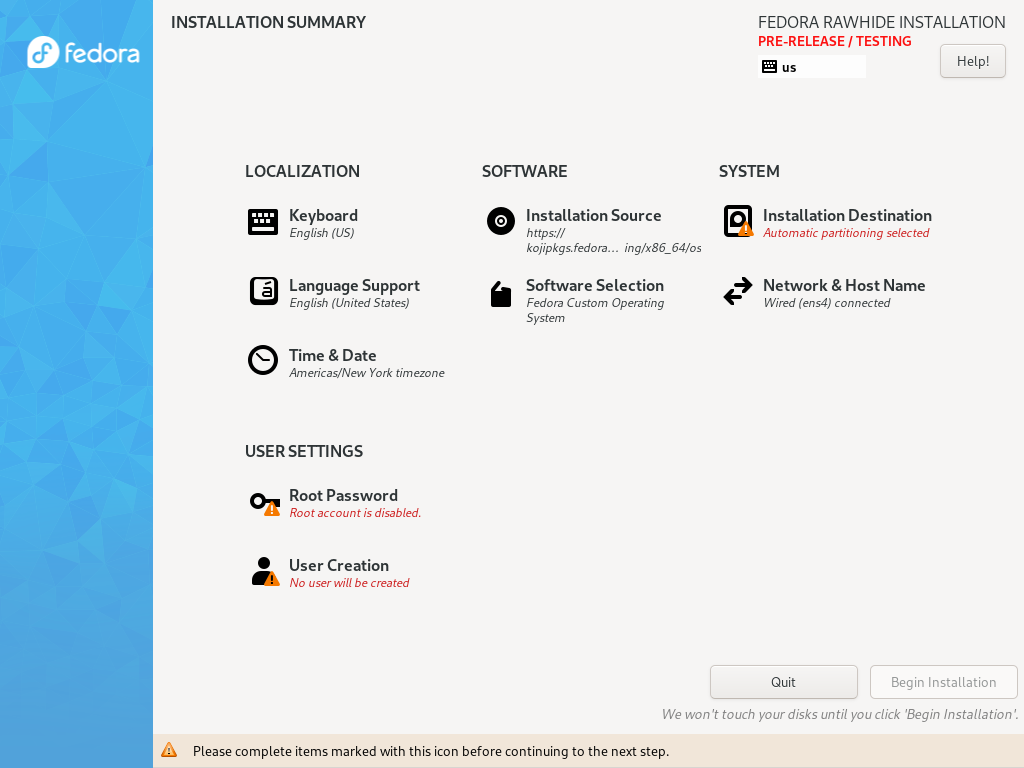 fedora
INSTALLATION SUMMARY
FEDORA RAWHIDE INSTALLATION
PRE-RELEASE / TESTING
us
Help!
LOCALIZATION
Keyboard
English (US)
Language Support
English (United States)
Time & Date
Americas/New York timezone
SOFTWARE
Installation Source
https://
kojipkgs.fedora… ing/x86_64/os
Software Selection
Fedora Custom Operating
System
SYSTEM
Installation Destination
Automatic partitioning selected
Network & Host Name
Wired (ens4) connected
USER SETTINGS
Root Password
Root account is disabled.
User Creation
No user will be created
Quit
Begin Installation
We won't touch your disks until you click 'Begin Installation'.
Please complete items marked with this icon before continuing to the next step.